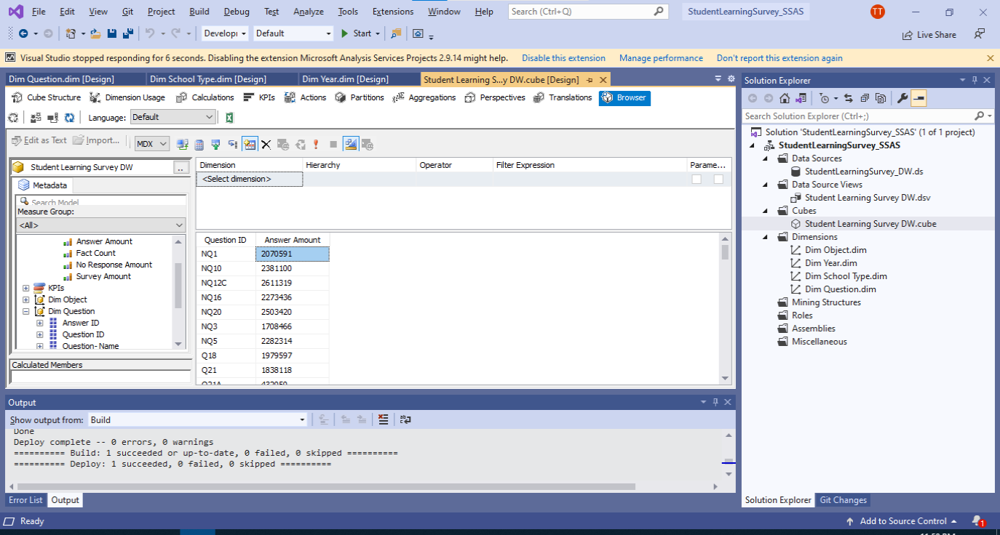 File Edit View Git Project Build Debug Test Analyze Tools Extensions Window Help Search (Ctrl+Q) StudentLearningSurvey_SSAS TT
Default Start Live Share
Visual Studio stopped responding for 6 seconds. Disabling the extension Microsoft Analysis Services Projects 2.9.14 might help. Disable this extension Manage performance Don't report this extension again
Dim Question.dim [Design] Dim School Type.dim [Design] Dim Year.dim [Design] Student Learning S...y DW.cube [Design]
Cube Structure Dimension Usage Calculations KPIs Actions Partitions Aggregations Perspectives Translations Browser
Language: Default
Edit as Text Import... MDX
Student Learning Survey DW ..
Metadata
Search Model
Measure Group:
<All>
Answer Amount
Fact Count
No Response Amount
Survey Amount
KPIs
Dim Object
Dim Question
Answer ID
Question ID
Question- Name
Calculated Members
Dimension Hierarchy Operator Filter Expression Parame...
<Select dimension>
Question ID Answer Amount
NQ1 2070591
NQ10 2381100
NQ12C 2611319
NQ16 2273436
NQ20 2503420
NQ3 1708466
NQ5 2282314
Q18 1979597
Q21 1838118
Output
Show output from: Build
Done
Deploy complete -- 0 errors, 0 warnings
========== Build: 1 succeeded or up-to-date, 0 failed, 0 skipped ==========
========== Deploy: 1 succeeded, 0 failed, 0 skipped ==========
Error List Output
Solution Explorer
Search Solution Explorer (Ctrl+;)
Solution 'StudentLearningSurvey_SSAS' (1 of 1 project)
StudentLearningSurvey_SSAS
Data Sources
StudentLearningSurvey_DW.ds
Data Source Views
Student Learning Survey DW.dsv
Cubes
Student Learning Survey DW.cube
Dimensions
Dim Object.dim
Dim Year.dim
Dim School Type.dim
Dim Question.dim
Mining Structures
Roles
Assemblies
Miscellaneous
Solution Explorer Git Changes
Ready Add to Source Control 1